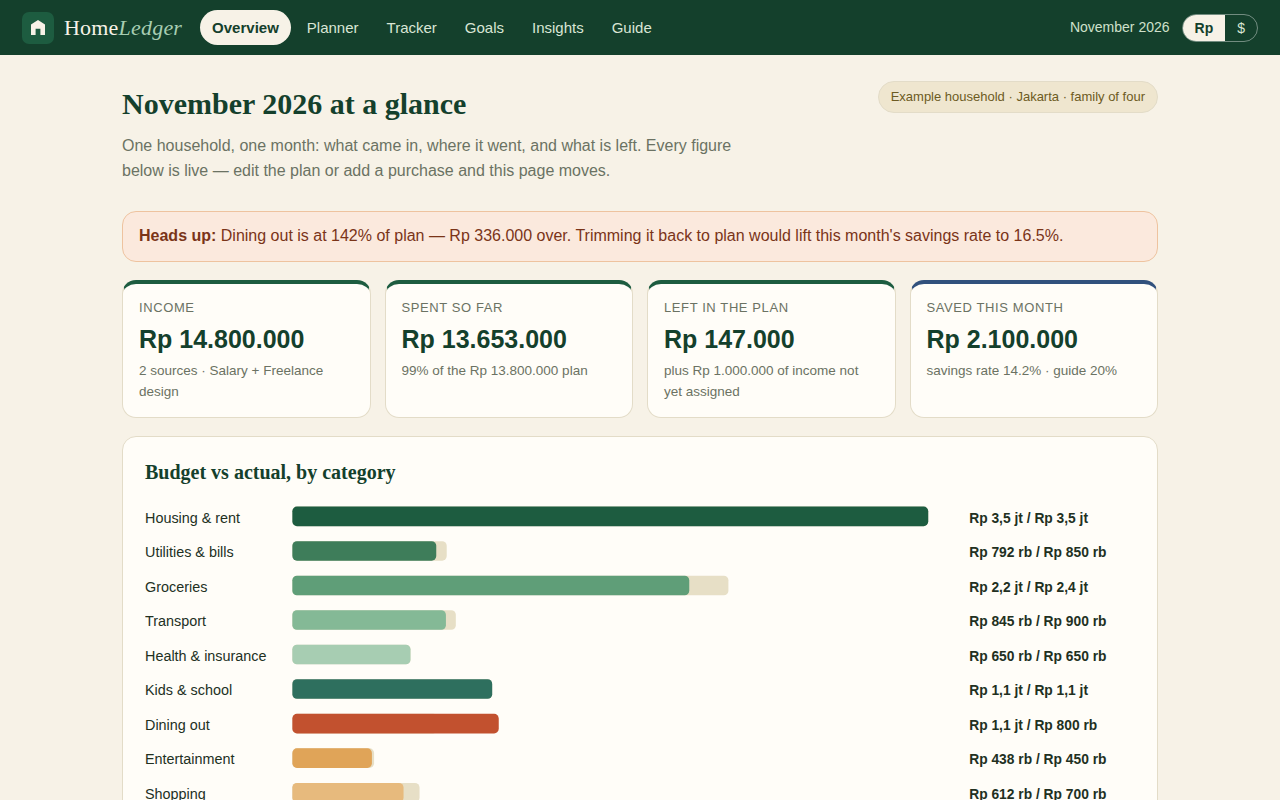 HomeLedger
Overview
Planner
Tracker
Goals
Insights
Guide
November 2026
Rp
$
November 2026 at a glance
Example household · Jakarta · family of four
One household, one month: what came in, where it went, and what is left. Every figure
below is live — edit the plan or add a purchase and this page moves.
Heads up: Dining out is at 142% of plan — Rp 336.000 over. Trimming it back to plan would lift this month's savings rate to 16.5%.
INCOME
Rp 14.800.000
2 sources · Salary + Freelance
design
SPENT SO FAR
Rp 13.653.000
99% of the Rp 13.800.000 plan
LEFT IN THE PLAN
Rp 147.000
plus Rp 1.000.000 of income not
yet assigned
SAVED THIS MONTH
Rp 2.100.000
savings rate 14.2% · guide 20%
Budget vs actual, by category
Housing & rent
Rp 3,5 jt / Rp 3,5 jt
Utilities & bills
Rp 792 rb / Rp 850 rb
Groceries
Rp 2,2 jt / Rp 2,4 jt
Transport
Rp 845 rb / Rp 900 rb
Health & insurance
Rp 650 rb / Rp 650 rb
Kids & school
Rp 1,1 jt / Rp 1,1 jt
Dining out
Rp 1,1 jt / Rp 800 rb
Entertainment
Rp 438 rb / Rp 450 rb
Shopping
Rp 612 rb / Rp 700 rb